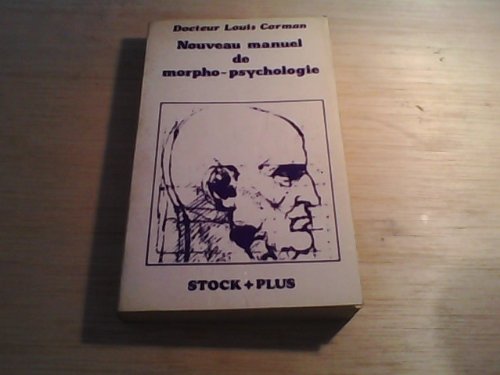 Docteur Louis Corman
Nouveau manuel
de
morpho-psychologie
STOCK + PLUS